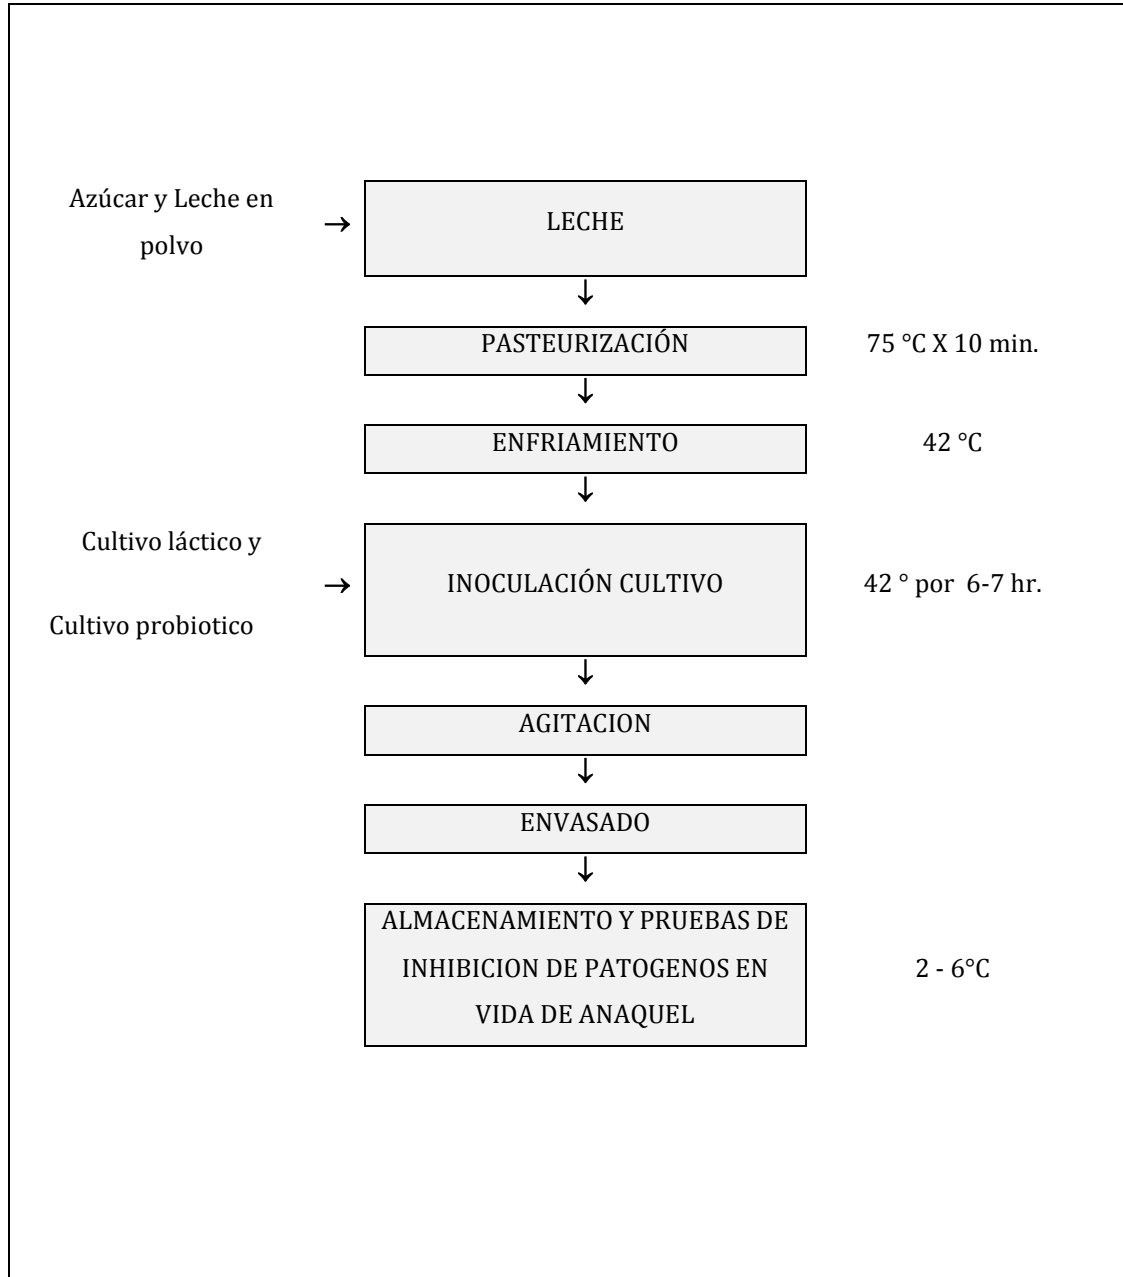 Azúcar y Leche en
polvo
→
LECHE
↓
PASTEURIZACIÓN
75 °C X 10 min.
↓
ENFRIAMIENTO
42 °C
↓
Cultivo láctico y
Cultivo probiotico
→
INOCULACIÓN CULTIVO
42 ° por  6-7 hr.
↓
AGITACION
↓
ENVASADO
↓
ALMACENAMIENTO Y PRUEBAS DE
INHIBICION DE PATOGENOS EN
VIDA DE ANAQUEL
2 - 6°C